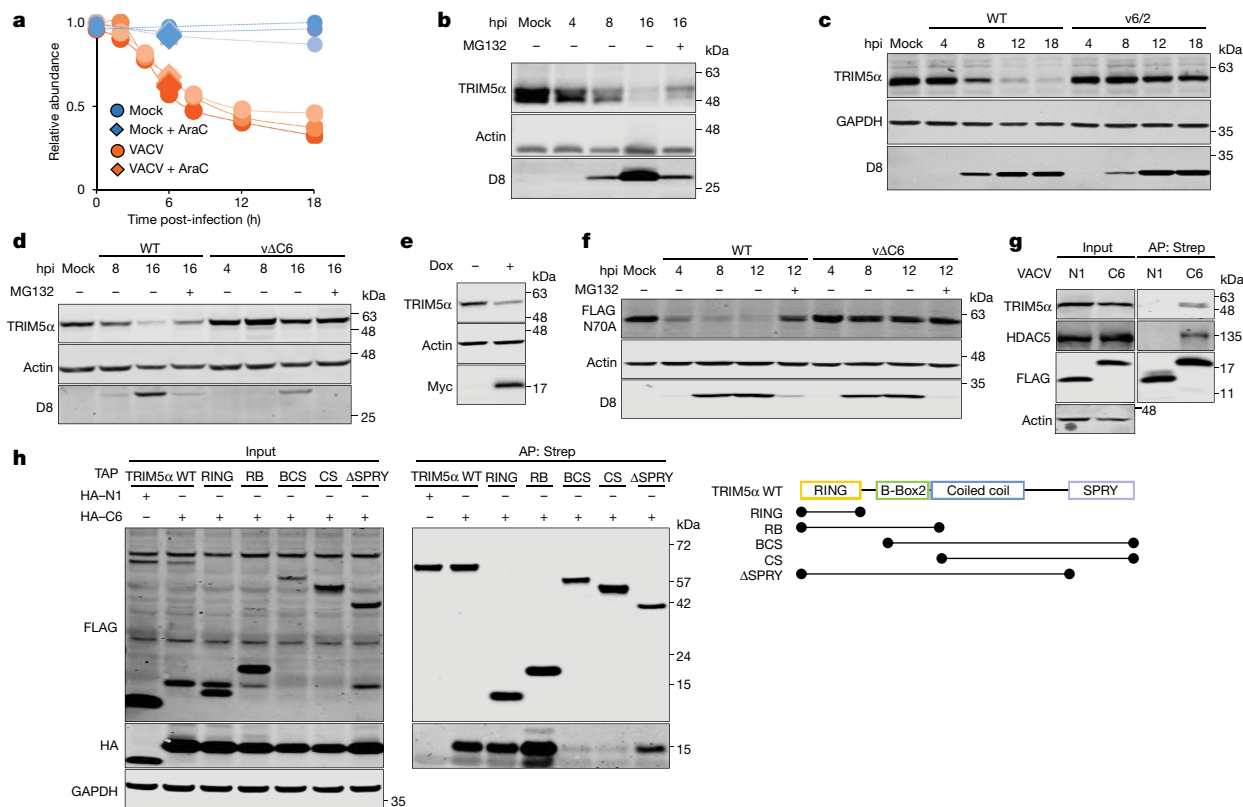 a
Relative abundance
1.0
0.5
0
0 6 12 18
Time post-infection (h)
Mock
Mock + AraC
VACV
VACV + AraC
b
hpi Mock 4 8 16 16
MG132 – – – – +
kDa
TRIM5α
63
48
Actin
48
D8
25
c
WT v6/2
hpi Mock 4 8 12 18 4 8 12 18
kDa
TRIM5α
63
GAPDH
35
D8
35
d
WT vΔC6
hpi Mock 8 16 16 4 8 16 16
MG132 – – – + – – – +
kDa
TRIM5α
63
48
Actin
48
D8
25
e
Dox – +
kDa
TRIM5α
63
48
Actin
48
Myc
17
f
WT vΔC6
hpi Mock 4 8 12 12 4 8 12 12
MG132 – – – – + – – – +
kDa
FLAG
N70A
63
Actin
48
D8
35
g
Input AP: Strep
VACV N1 C6 N1 C6
kDa
TRIM5α
63
48
HDAC5
135
FLAG
17
11
Actin
48
h
Input AP: Strep
TAP TRIM5α WT RING RB BCS CS ΔSPRY TRIM5α WT RING RB BCS CS ΔSPRY
HA–N1 + – – – – – – + – – – – – –
HA–C6 – + + + + + + – + + + + + +
kDa
FLAG
72
57
42
24
15
HA
15
GAPDH
35
TRIM5α WT RING B-Box2 Coiled coil SPRY
RING
RB
BCS
CS
ΔSPRY